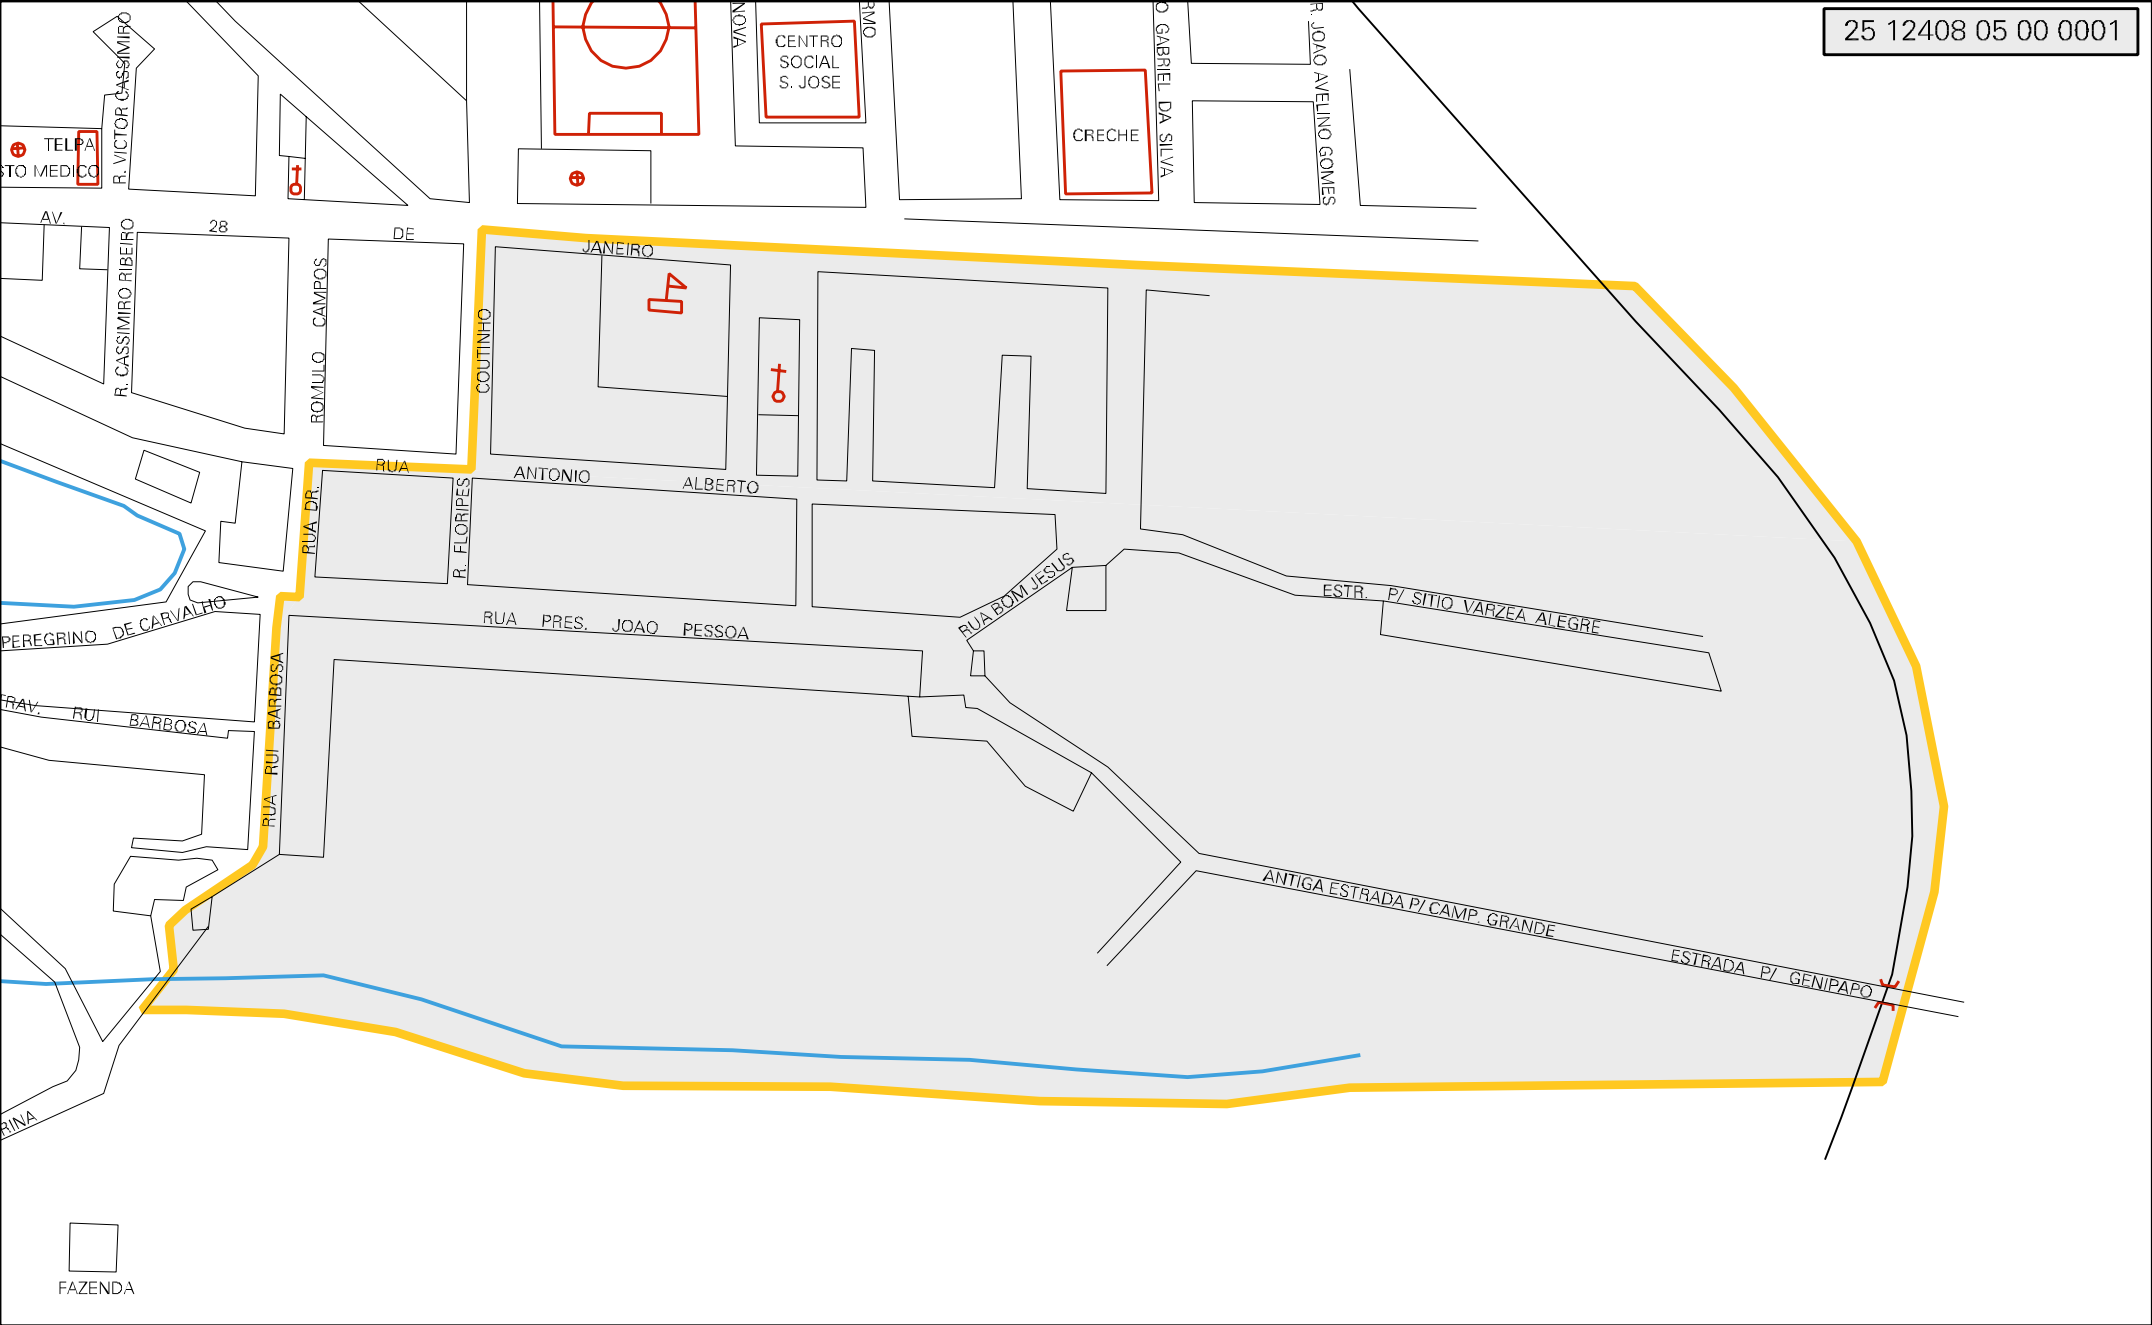 25 12408 05 00 0001
R. VICTOR CASSIMIRO
NOVA
RMO
O GABRIEL DA SILVA
R. JOAO AVELINO GOMES
CENTRO
SOCIAL
S. JOSE
CRECHE
TELPA
STO MEDICO
AV. 28 DE JANEIRO
R. CASSIMIRO RIBEIRO
ROMULO CAMPOS
COUTINHO
RUA ANTONIO ALBERTO
RUA DR.
R. FLORIPES
RUA BOM JESUS
ESTR. P/ SITIO VARZEA ALEGRE
PEREGRINO DE CARVALHO
RUA PRES. JOAO PESSOA
RUA RUI BARBOSA
TRAV. RUI BARBOSA
ANTIGA ESTRADA P/ CAMP. GRANDE
ESTRADA P/ GENIPAPO
RINA
FAZENDA